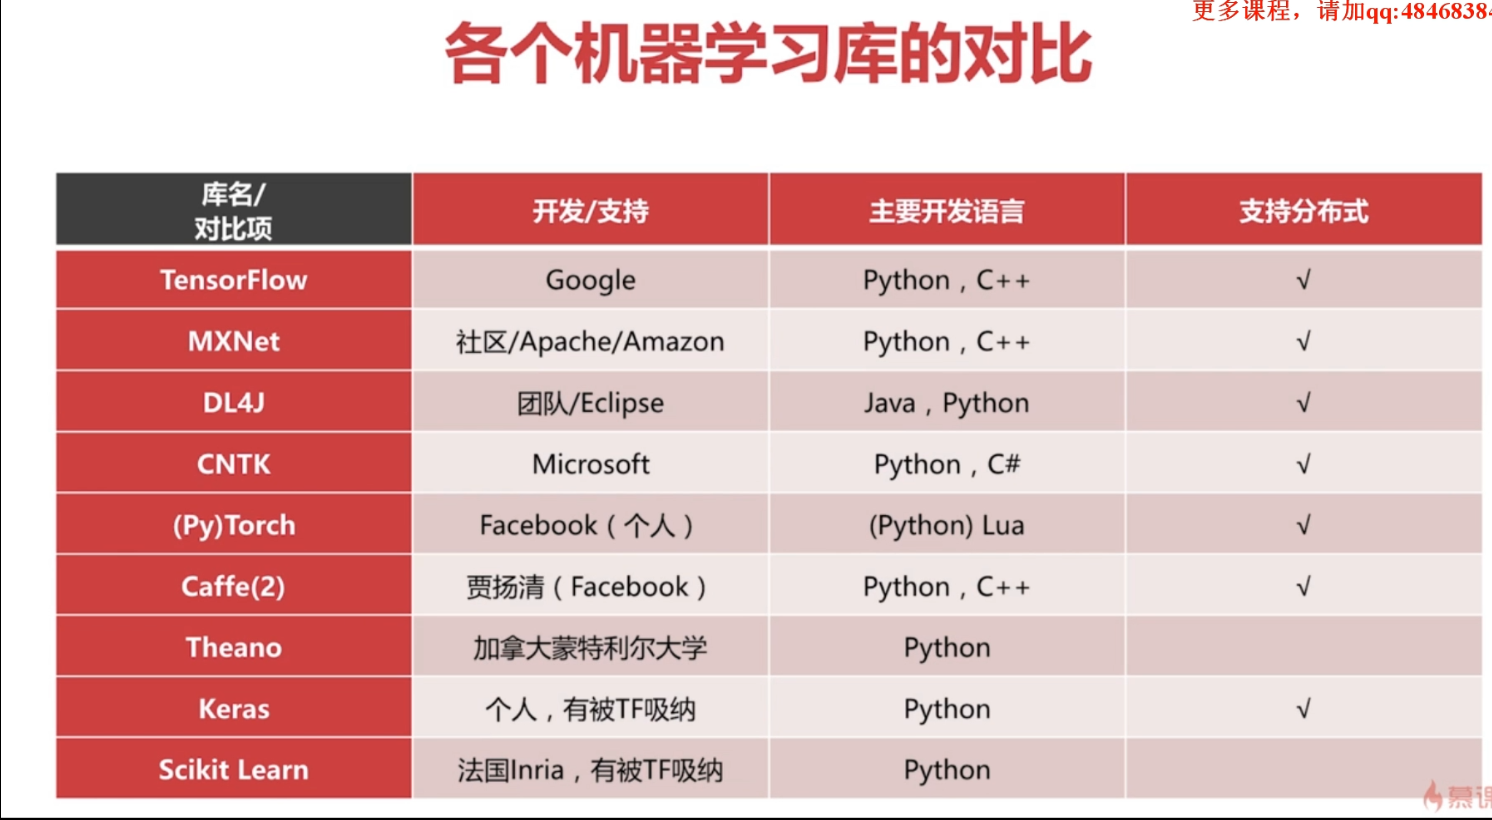 更多课程，请加qq:4846838
各个机器学习库的对比
库名/
对比项
开发/支持
主要开发语言
支持分布式
TensorFlow
Google
Python，C++
√
MXNet
社区/Apache/Amazon
Python，C++
√
DL4J
团队/Eclipse
Java，Python
√
CNTK
Microsoft
Python，C#
√
(Py)Torch
Facebook（个人）
(Python) Lua
√
Caffe(2)
贾扬清（Facebook）
Python，C++
√
Theano
加拿大蒙特利尔大学
Python
Keras
个人，有被TF吸纳
Python
√
Scikit Learn
法国Inria，有被TF吸纳
Python
慕课